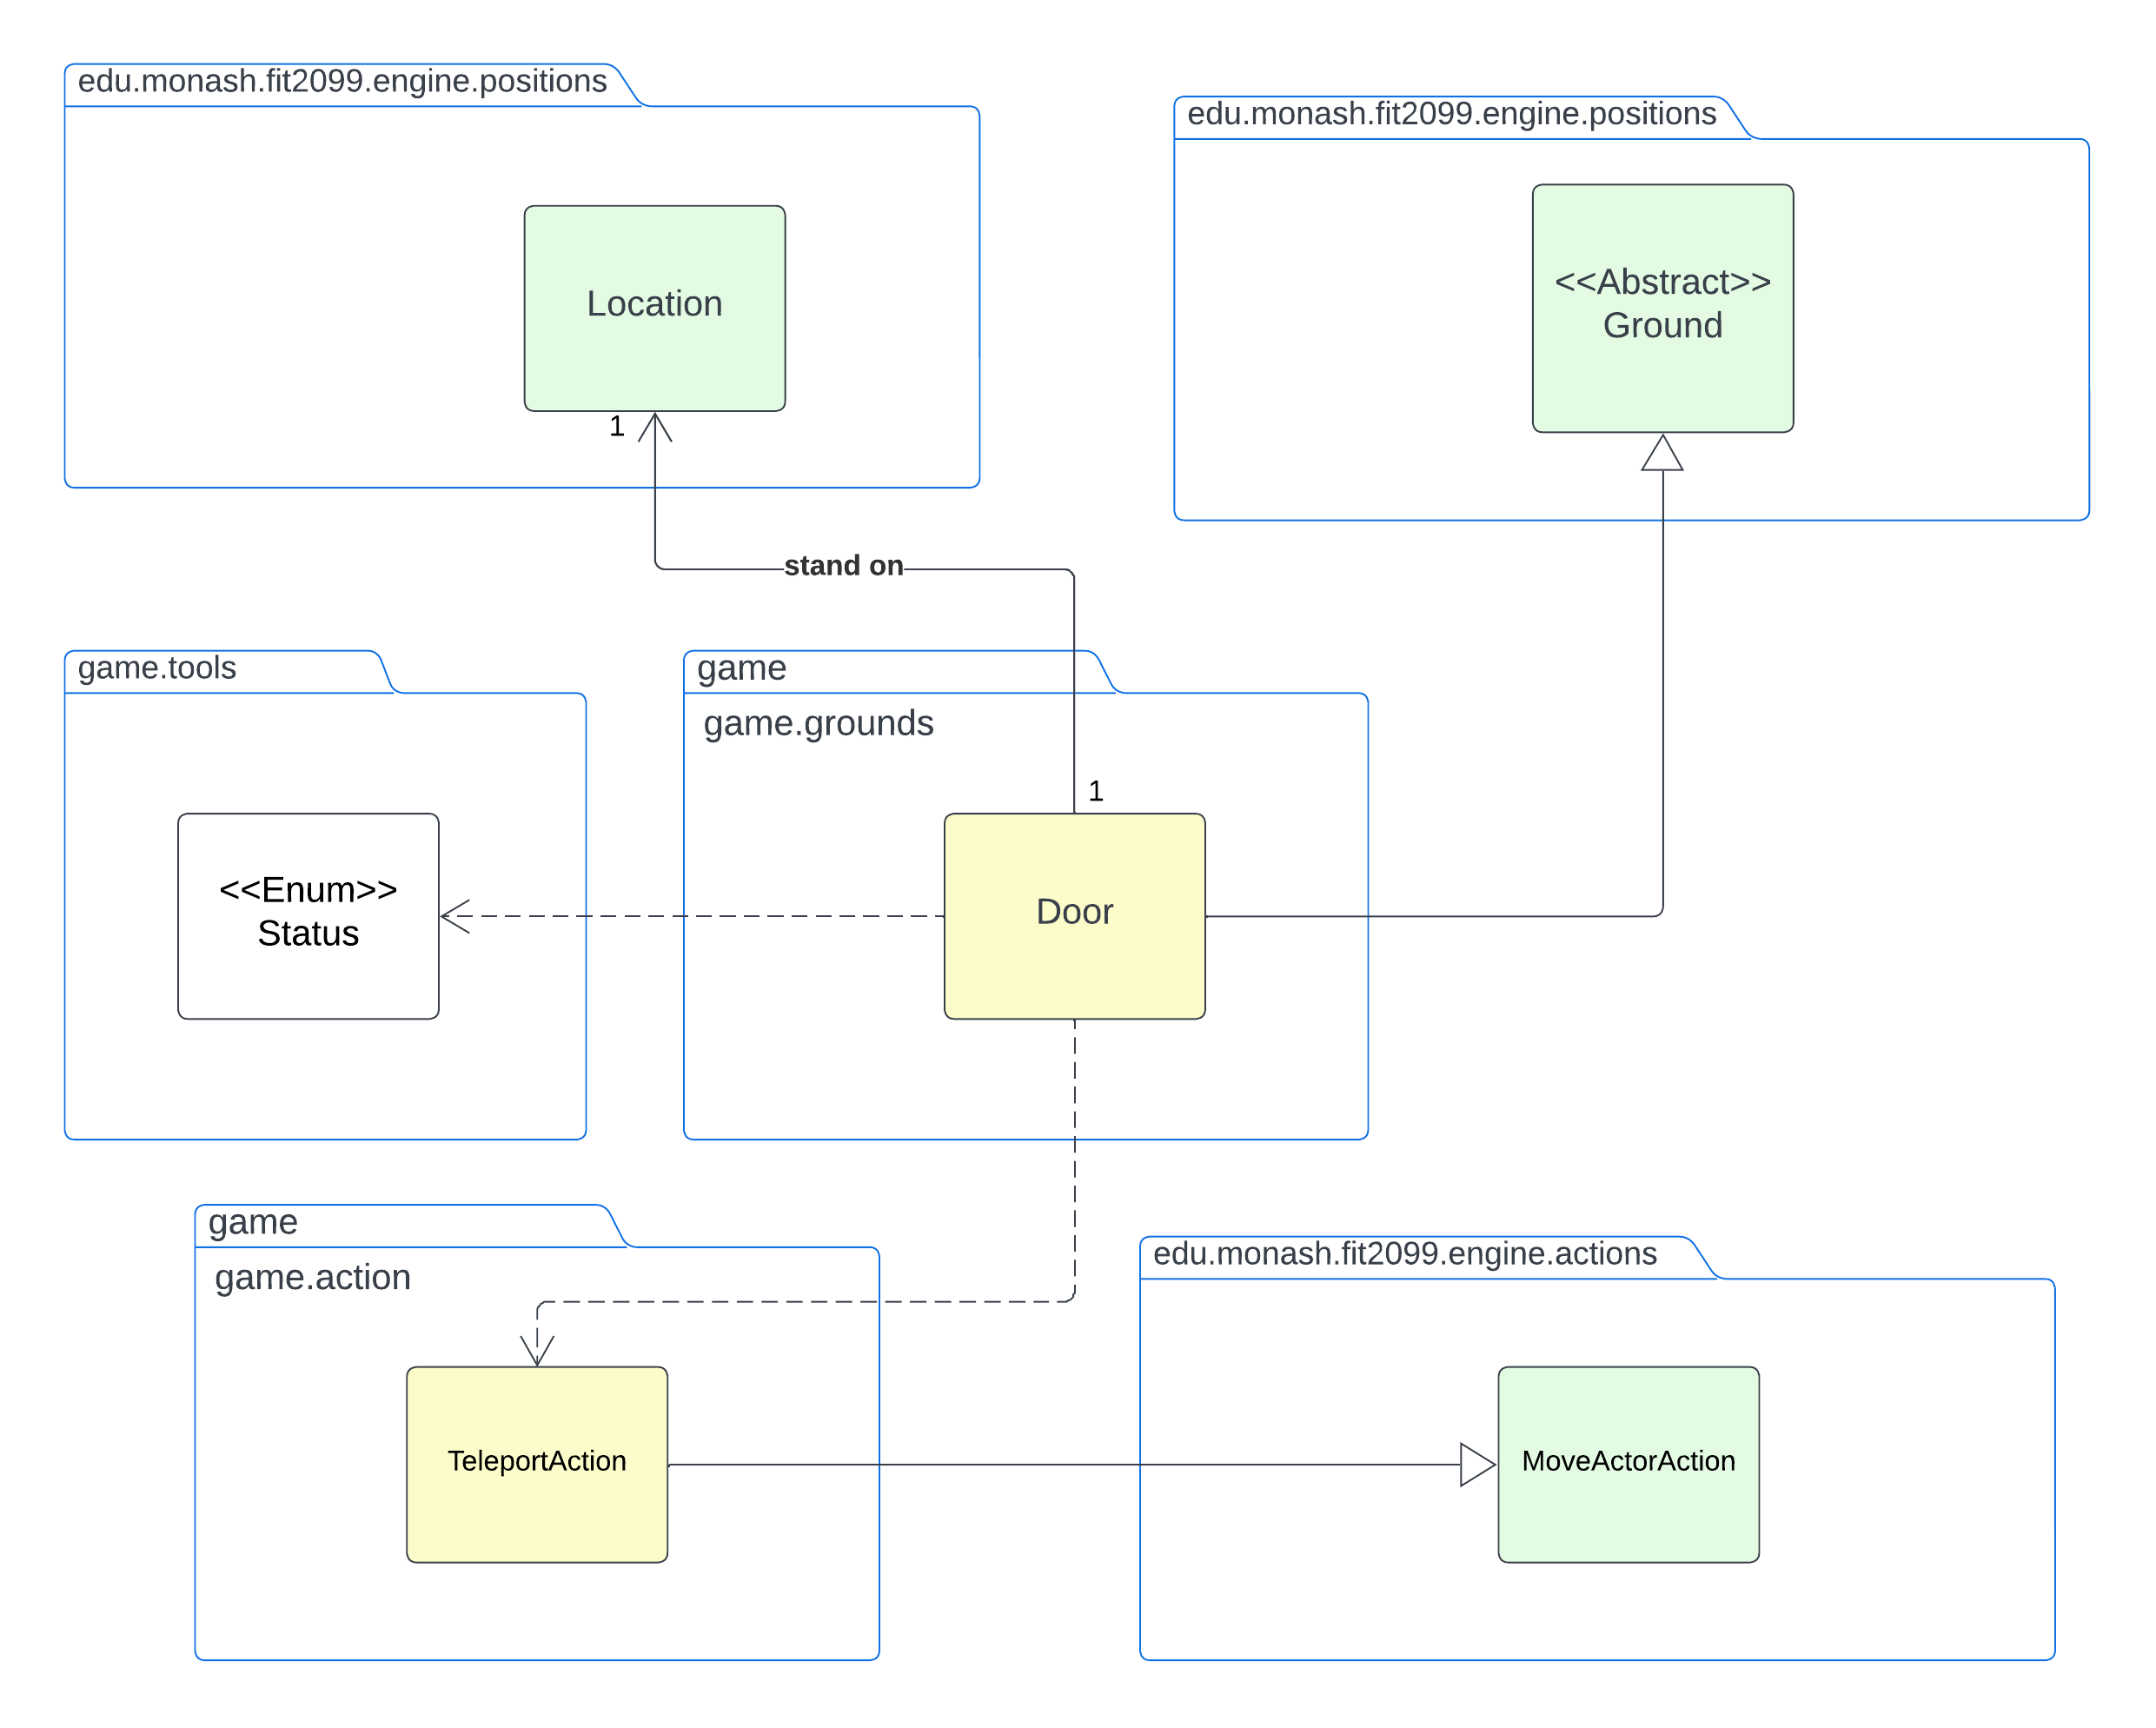 edu.monash.fit2099.engine.positions
edu.monash.fit2099.engine.positions
Location
<<Abstract>>
Ground
1
stand on
game.tools
game
game.grounds
1
<<Enum>>
Status
Door
game
game.action
edu.monash.fit2099.engine.actions
TeleportAction
MoveActorAction